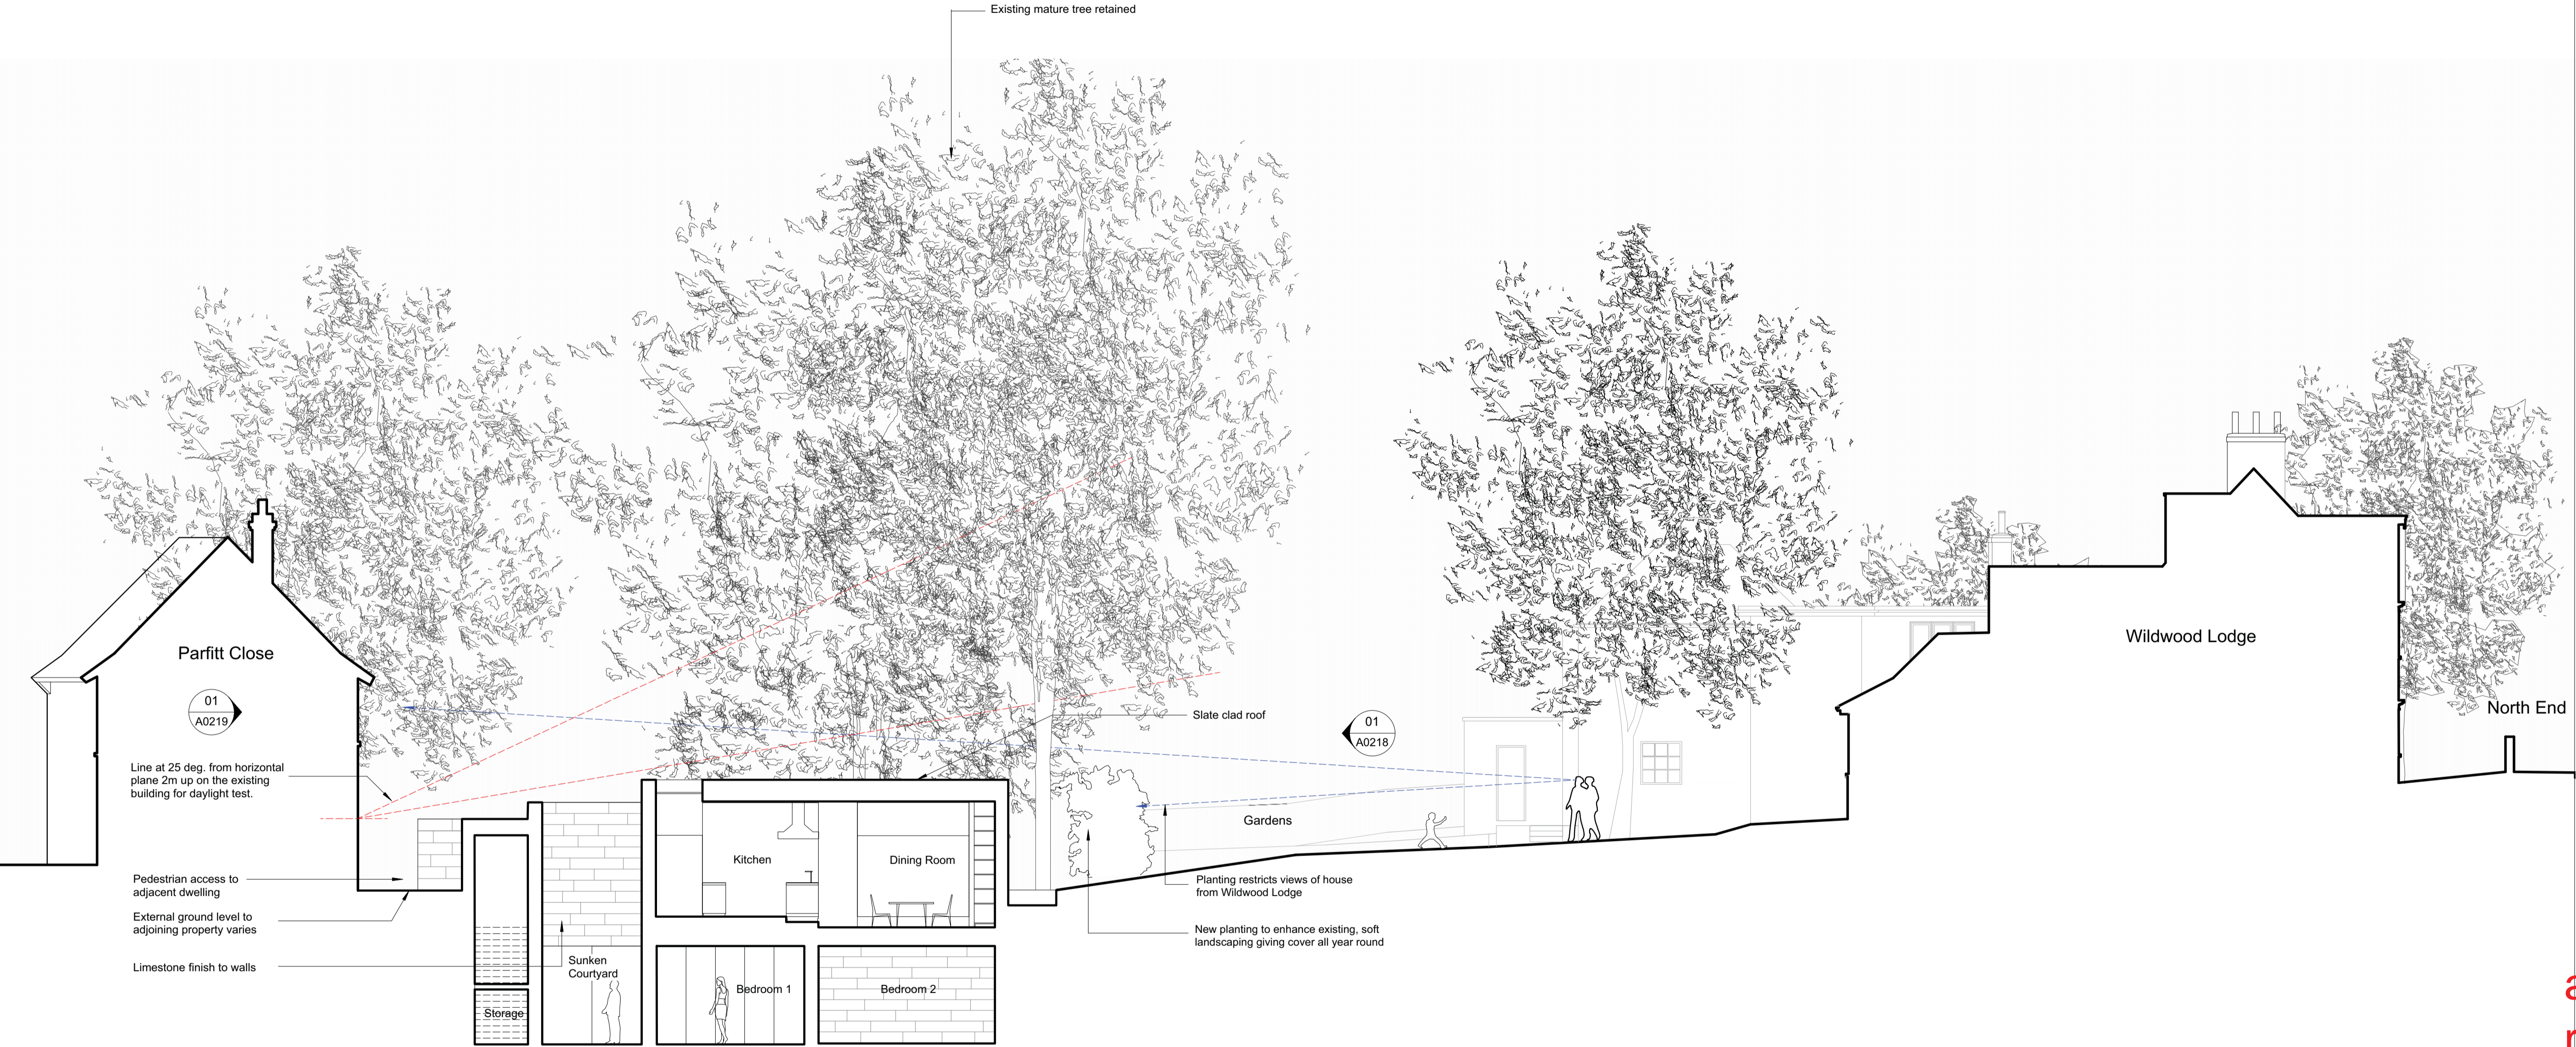 Existing mature tree retained
Parfitt Close
01
A0219
Line at 25 deg. from horizontal
plane 2m up on the existing
building for daylight test.
Pedestrian access to
adjacent dwelling
External ground level to
adjoining property varies
Limestone finish to walls
Storage
Sunken
Courtyard
Kitchen
Dining Room
Bedroom 1
Bedroom 2
Slate clad roof
01
A0218
Gardens
Planting restricts views of house
from Wildwood Lodge
New planting to enhance existing, soft
landscaping giving cover all year round
Wildwood Lodge
North End